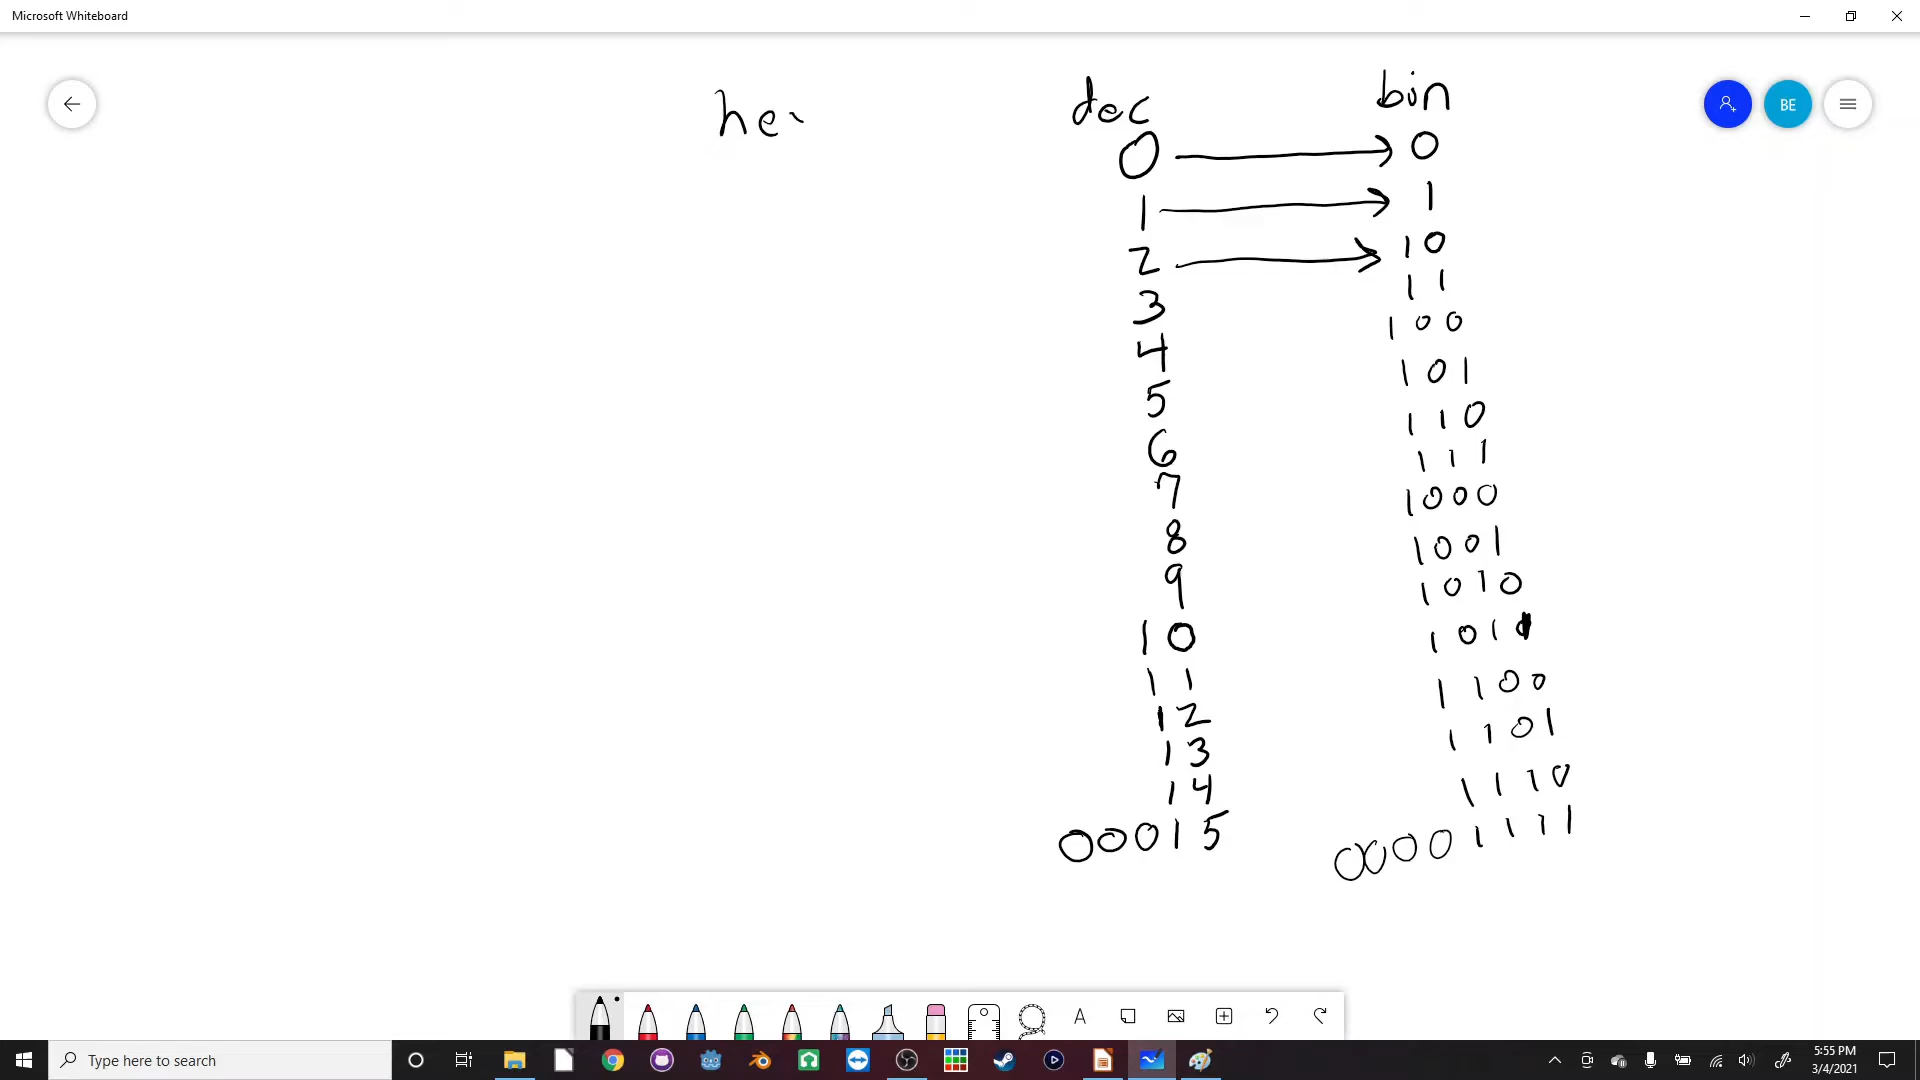 Microsoft Whiteboard
BE
he
dec bin
0 0
1 1
2 10
3 11
4 100
5 101
6 110
7 111
8 1000
9 1001
10 1010
11 1011
12 1100
13 1101
14 1110
00015 00001111
A
Type here to search
5:55 PM
3/4/2021